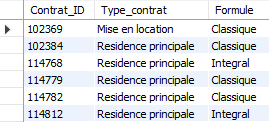 Contrat_ID Type_contrat Formule
102369 Mise en location Classique
102384 Residence principale Classique
114768 Residence principale Integral
114779 Residence principale Classique
114782 Residence principale Classique
114812 Residence principale Integral